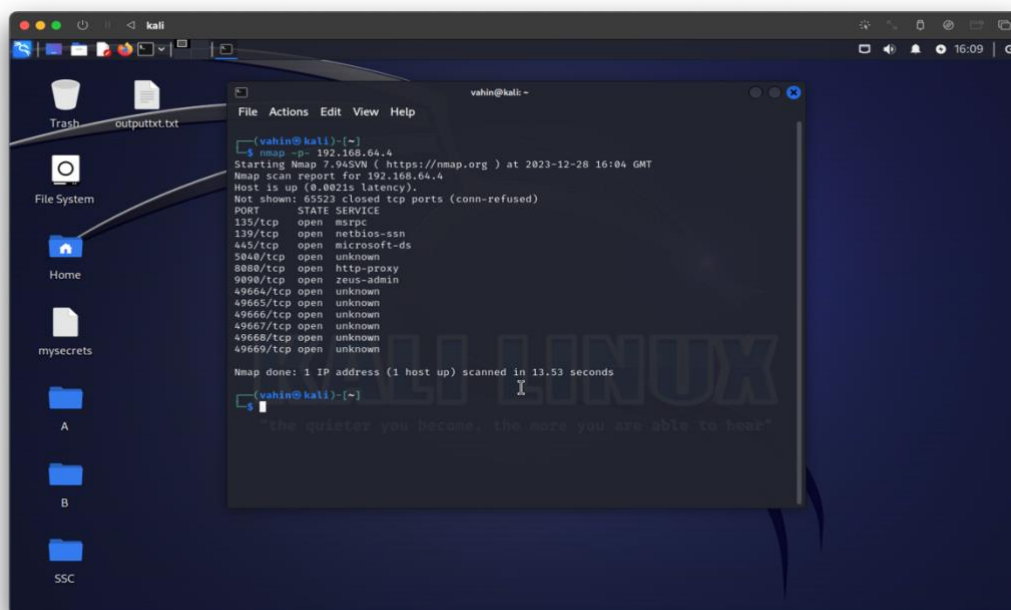 kali
16:09
Trash
outputtxt.txt
File System
Home
mysecrets
A
B
SSC
vahin@kali: ~
File Actions Edit View Help
┌──(vahin㉿kali)-[~]
└─$ nmap -p- 192.168.64.4
Starting Nmap 7.94SVN ( https://nmap.org ) at 2023-12-28 16:04 GMT
Nmap scan report for 192.168.64.4
Host is up (0.0021s latency).
Not shown: 65523 closed tcp ports (conn-refused)
PORT      STATE SERVICE
135/tcp   open  msrpc
139/tcp   open  netbios-ssn
445/tcp   open  microsoft-ds
5040/tcp  open  unknown
8080/tcp  open  http-proxy
9090/tcp  open  zeus-admin
49664/tcp open  unknown
49665/tcp open  unknown
49666/tcp open  unknown
49667/tcp open  unknown
49668/tcp open  unknown
49669/tcp open  unknown
Nmap done: 1 IP address (1 host up) scanned in 13.53 seconds
┌──(vahin㉿kali)-[~]
└─$
KALI LINUX
"the quieter you become, the more you are able to hear"